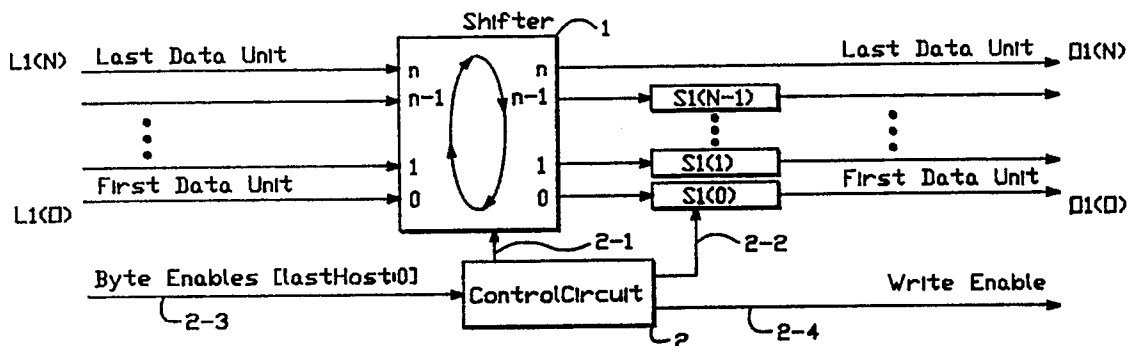 Shifter
1
L1(N)
Last Data Unit
n
n
Last Data Unit
O1(N)
n-1
n-1
S1(N-1)
1
1
S1(1)
First Data Unit
First Data Unit
L1(0)
0
0
S1(0)
O1(0)
2-1
2-2
Byte Enables [lastHost:0]
ControlCircuit
Write Enable
2-3
2
2-4